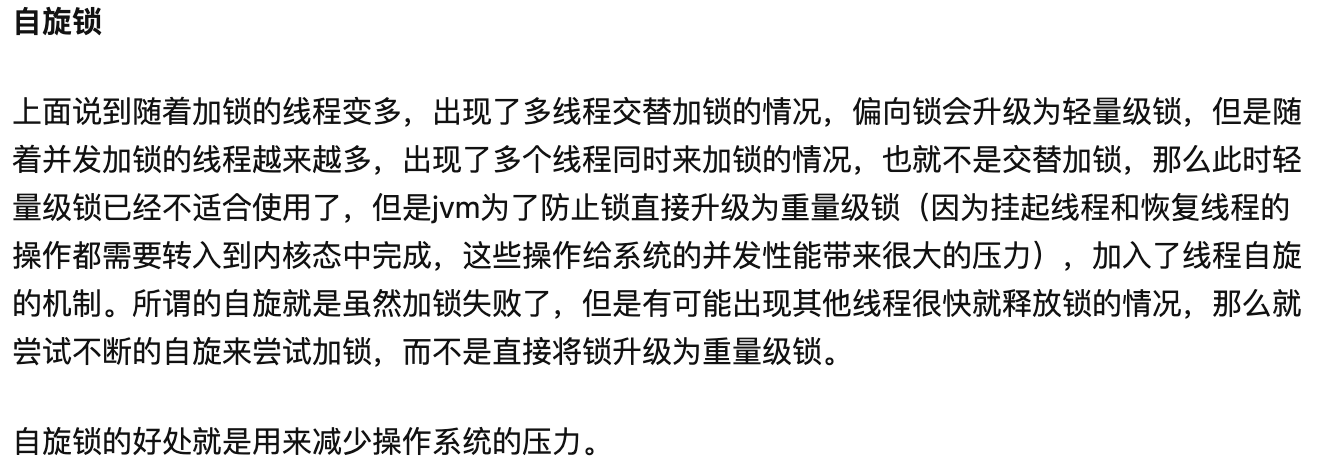 自旋锁
上面说到随着加锁的线程变多，出现了多线程交替加锁的情况，偏向锁会升级为轻量级锁，但是随
着并发加锁的线程越来越多，出现了多个线程同时来加锁的情况，也就不是交替加锁，那么此时轻
量级锁已经不适合使用了，但是jvm为了防止锁直接升级为重量级锁（因为挂起线程和恢复线程的
操作都需要转入到内核态中完成，这些操作给系统的并发性能带来很大的压力），加入了线程自旋
的机制。所谓的自旋就是虽然加锁失败了，但是有可能出现其他线程很快就释放锁的情况，那么就
尝试不断的自旋来尝试加锁，而不是直接将锁升级为重量级锁。
自旋锁的好处就是用来减少操作系统的压力。